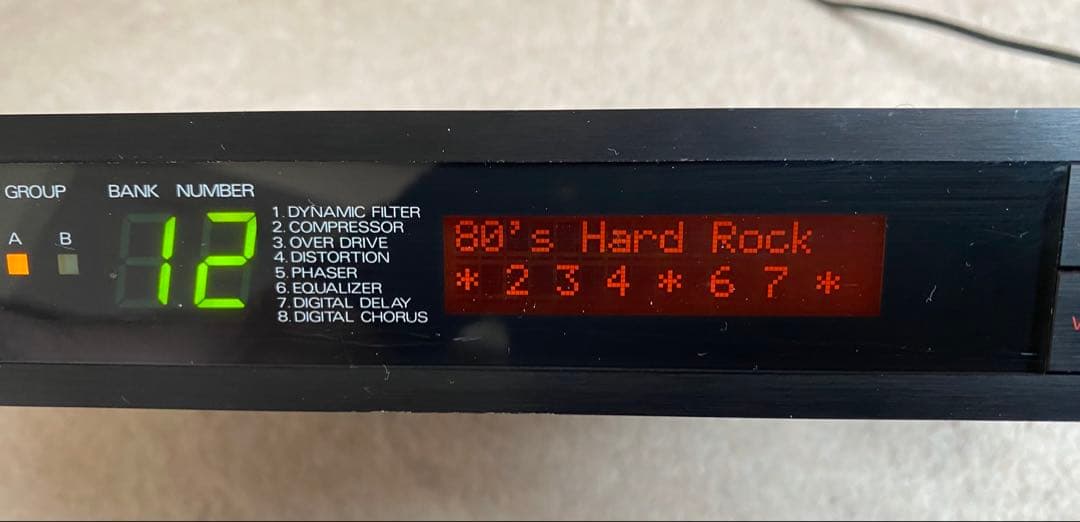 GROUP BANK NUMBER
A B
12
1. DYNAMIC FILTER
2. COMPRESSOR
3. OVER DRIVE
4. DISTORTION
5. PHASER
6. EQUALIZER
7. DIGITAL DELAY
8. DIGITAL CHORUS
80's Hard Rock
* 2 3 4 * 6 7 *